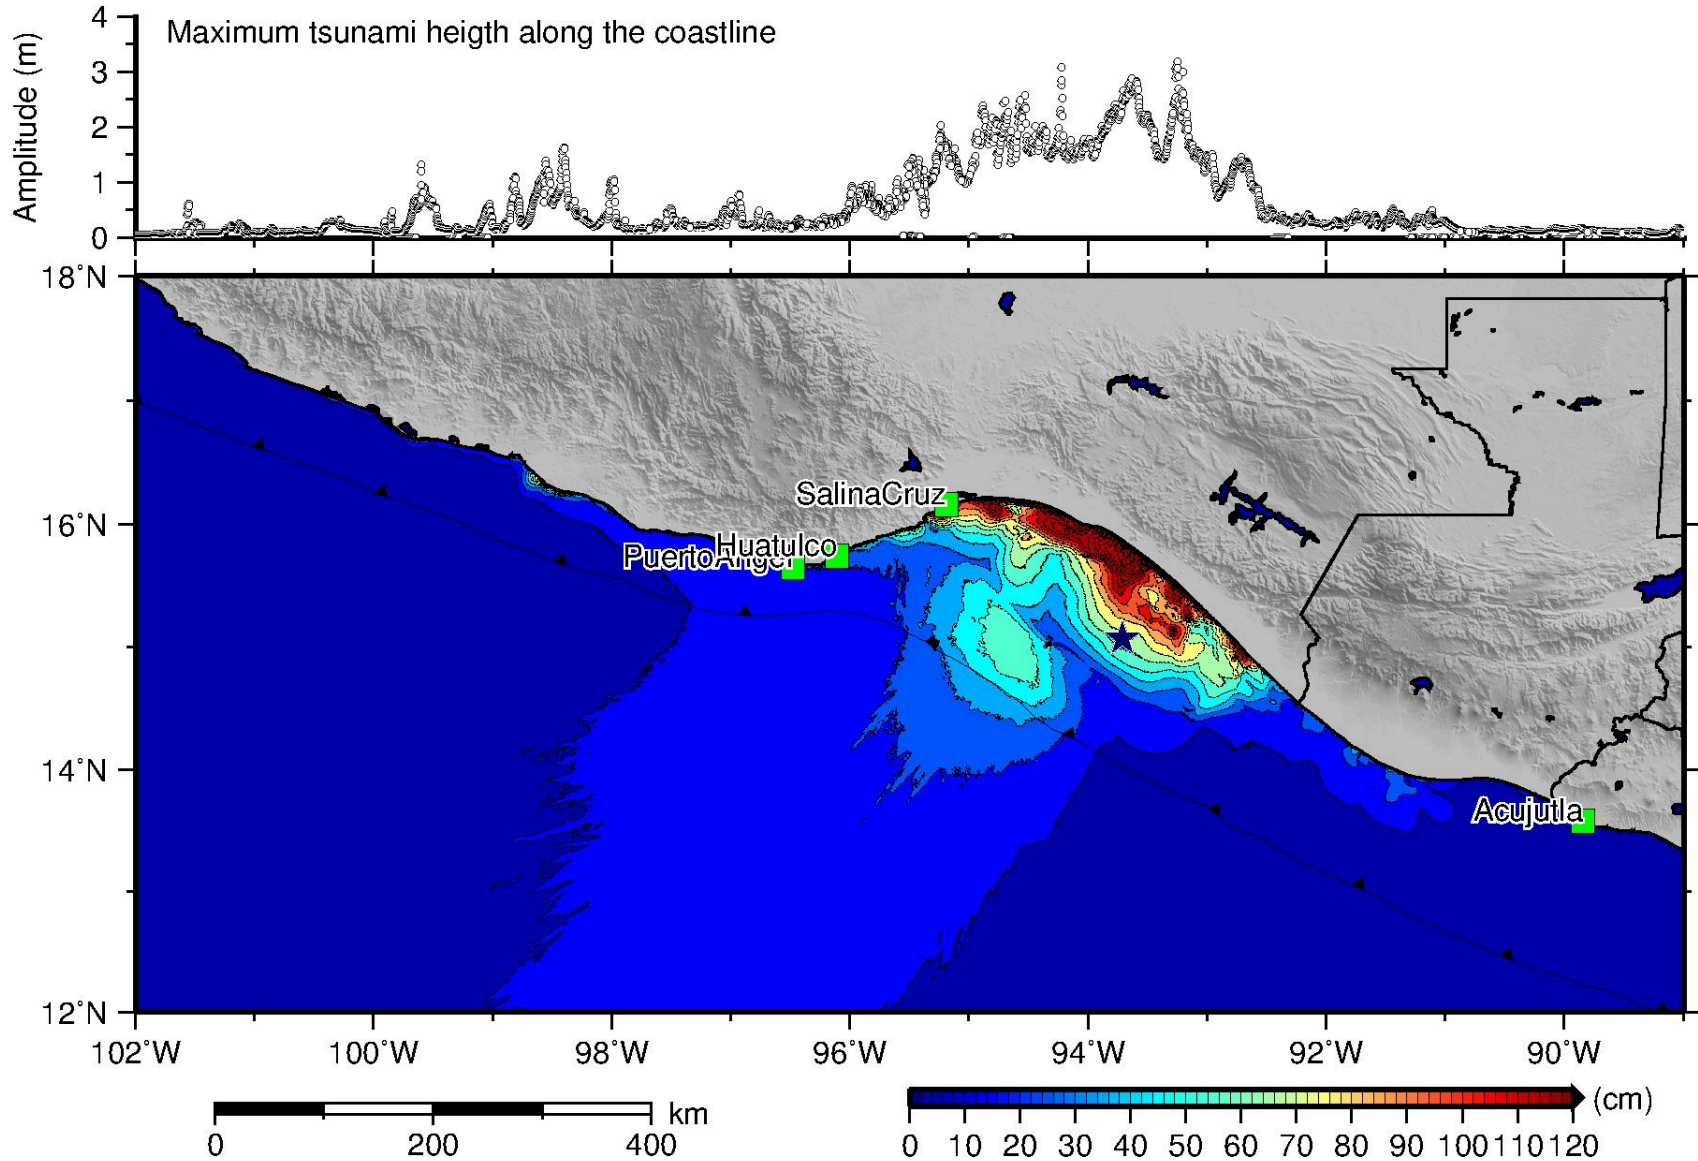 4
Maximum tsunami heigth along the coastline
3
2
1
0
Amplitude (m)
18°N
16°N
14°N
12°N
SalinaCruz
Huatulco
PuertoAngel
Acujutla
102°W 100°W 98°W 96°W 94°W 92°W 90°W
km
0 200 400
(cm)
0 10 20 30 40 50 60 70 80 90 100 110 120